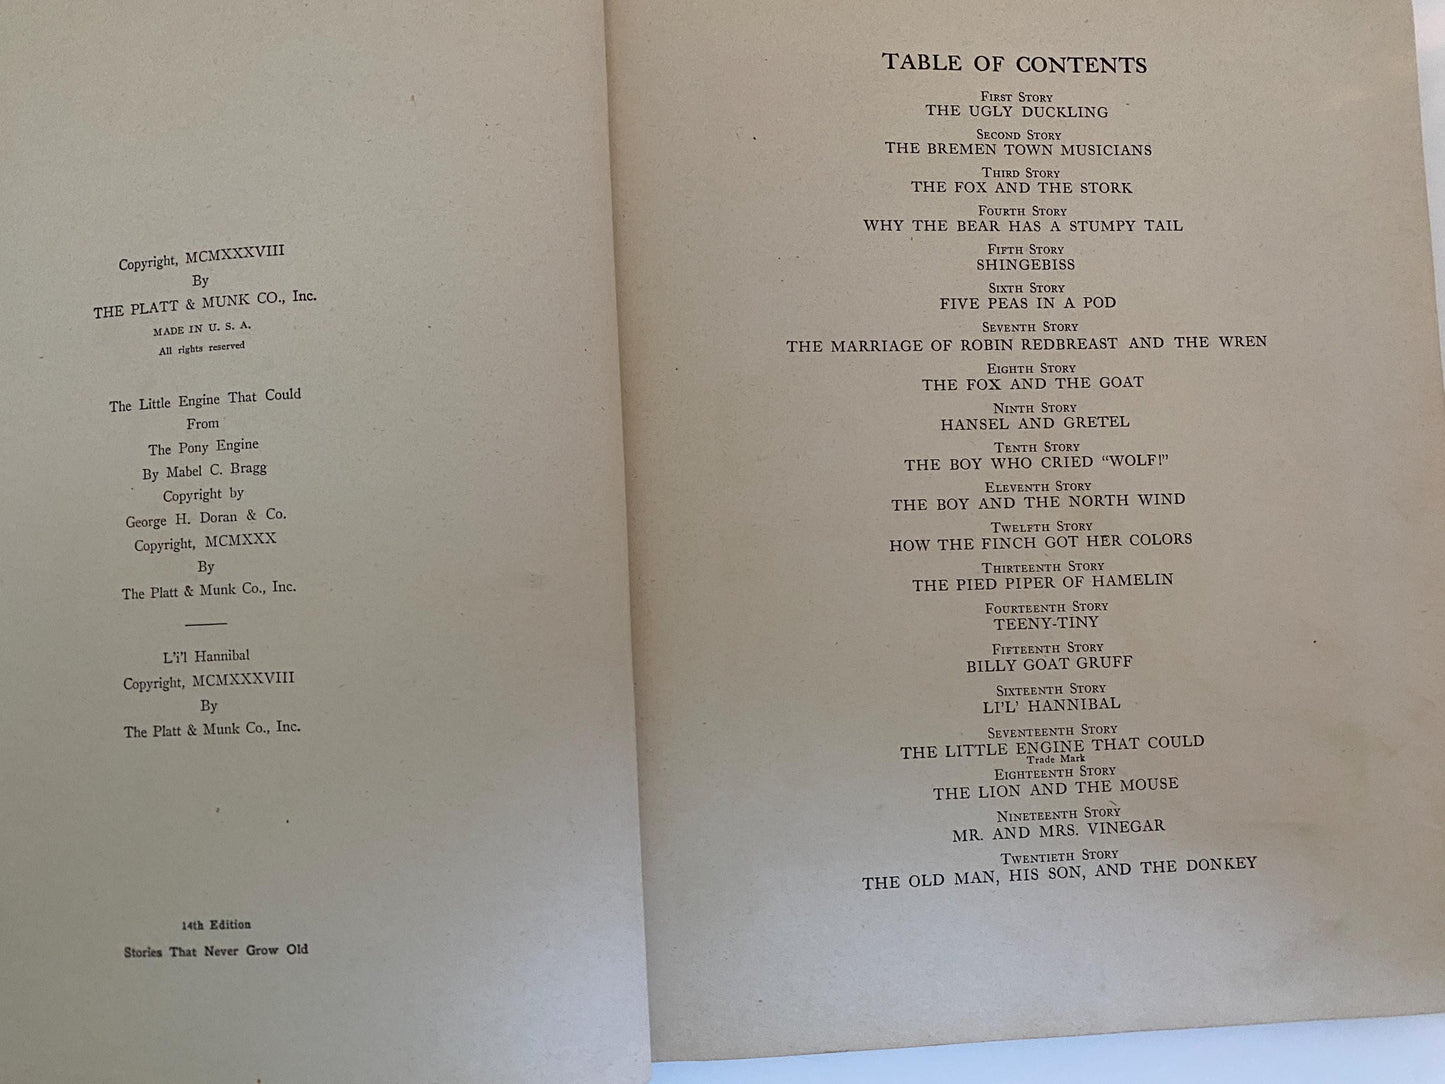 Copyright, MCMXXXVIII
By
THE PLATT & MUNK CO., Inc.
MADE IN U. S. A.
All rights reserved
The Little Engine That Could
From
The Pony Engine
By Mabel C. Bragg
Copyright by
George H. Doran & Co.
Copyright, MCMXXX
By
The Platt & Munk Co., Inc.
L'i'l Hannibal
Copyright, MCMXXXVIII
By
The Platt & Munk Co., Inc.
14th Edition
Stories That Never Grow Old
TABLE OF CONTENTS
First Story
THE UGLY DUCKLING
Second Story
THE BREMEN TOWN MUSICIANS
Third Story
THE FOX AND THE STORK
Fourth Story
WHY THE BEAR HAS A STUMPY TAIL
Fifth Story
SHINGEBISS
Sixth Story
FIVE PEAS IN A POD
Seventh Story
THE MARRIAGE OF ROBIN REDBREAST AND THE WREN
Eighth Story
THE FOX AND THE GOAT
Ninth Story
HANSEL AND GRETEL
Tenth Story
THE BOY WHO CRIED "WOLF!"
Eleventh Story
THE BOY AND THE NORTH WIND
Twelfth Story
HOW THE FINCH GOT HER COLORS
Thirteenth Story
THE PIED PIPER OF HAMELIN
Fourteenth Story
TEENY-TINY
Fifteenth Story
BILLY GOAT GRUFF
Sixteenth Story
LI'L' HANNIBAL
Seventeenth Story
THE LITTLE ENGINE THAT COULD
Trade Mark
Eighteenth Story
THE LION AND THE MOUSE
Nineteenth Story
MR. AND MRS. VINEGAR
Twentieth Story
THE OLD MAN, HIS SON, AND THE DONKEY